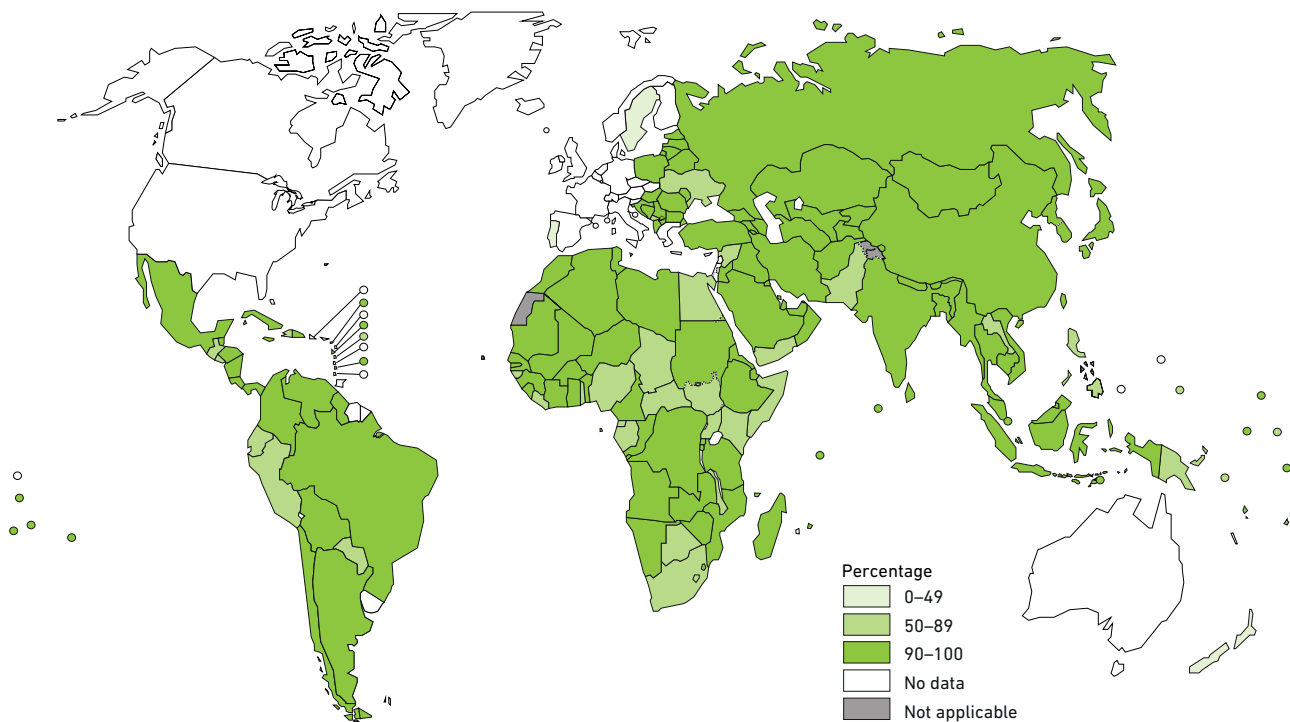 Percentage
0–49
50–89
90–100
No data
Not applicable